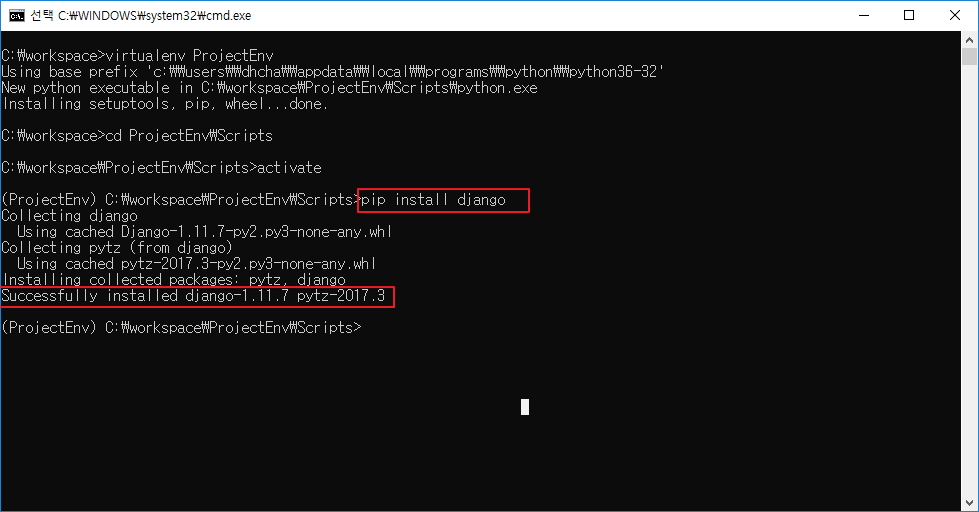 선택 C:₩WINDOWS₩system32₩cmd.exe
C:₩workspace>virtualenv ProjectEnv
Using base prefix 'c:₩₩users₩₩dhcha₩₩appdata₩₩local₩₩programs₩₩python₩₩python36-32'
New python executable in C:₩workspace₩ProjectEnv₩Scripts₩python.exe
Installing setuptools, pip, wheel...done.
C:₩workspace>cd ProjectEnv₩Scripts
C:₩workspace₩ProjectEnv₩Scripts>activate
(ProjectEnv) C:₩workspace₩ProjectEnv₩Scripts>pip install django
Collecting django
Using cached Django-1.11.7-py2.py3-none-any.whl
Collecting pytz (from django)
Using cached pytz-2017.3-py2.py3-none-any.whl
Installing collected packages: pytz, django
Successfully installed django-1.11.7 pytz-2017.3
(ProjectEnv) C:₩workspace₩ProjectEnv₩Scripts>